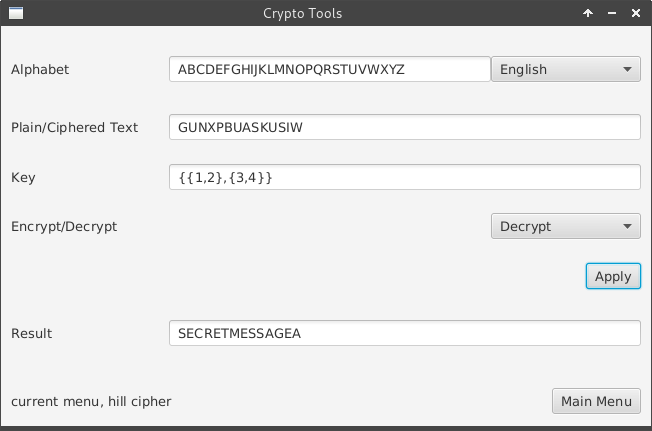 Crypto Tools
Alphabet ABCDEFGHIJKLMNOPQRSTUVWXYZ English
Plain/Ciphered Text GUNXPBUASKUSIW
Key {{1,2},{3,4}}
Encrypt/Decrypt Decrypt
Apply
Result SECRETMESSAGEA
current menu, hill cipher Main Menu